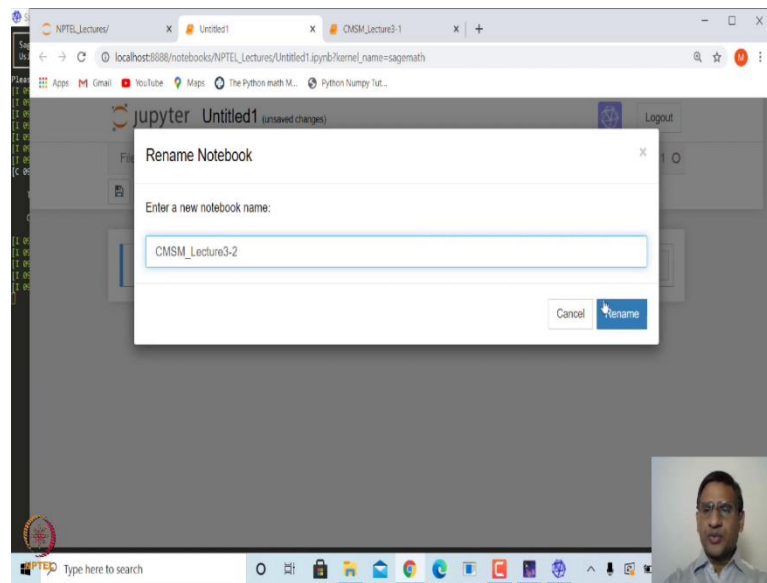 NPTEL_Lectures/
Untitled1
CMSM_Lecture3-1
localhost:8888/notebooks/NPTEL_Lectures/Untitled1.ipynb?kernel_name=sagemath
M
Apps Gmail YouTube Maps The Python math M... Python Numpy Tut...
jupyter Untitled1 (unsaved changes)
Logout
File
Rename Notebook
Enter a new notebook name:
CMSM_Lecture3-2
Cancel Rename
NPTEL
Type here to search